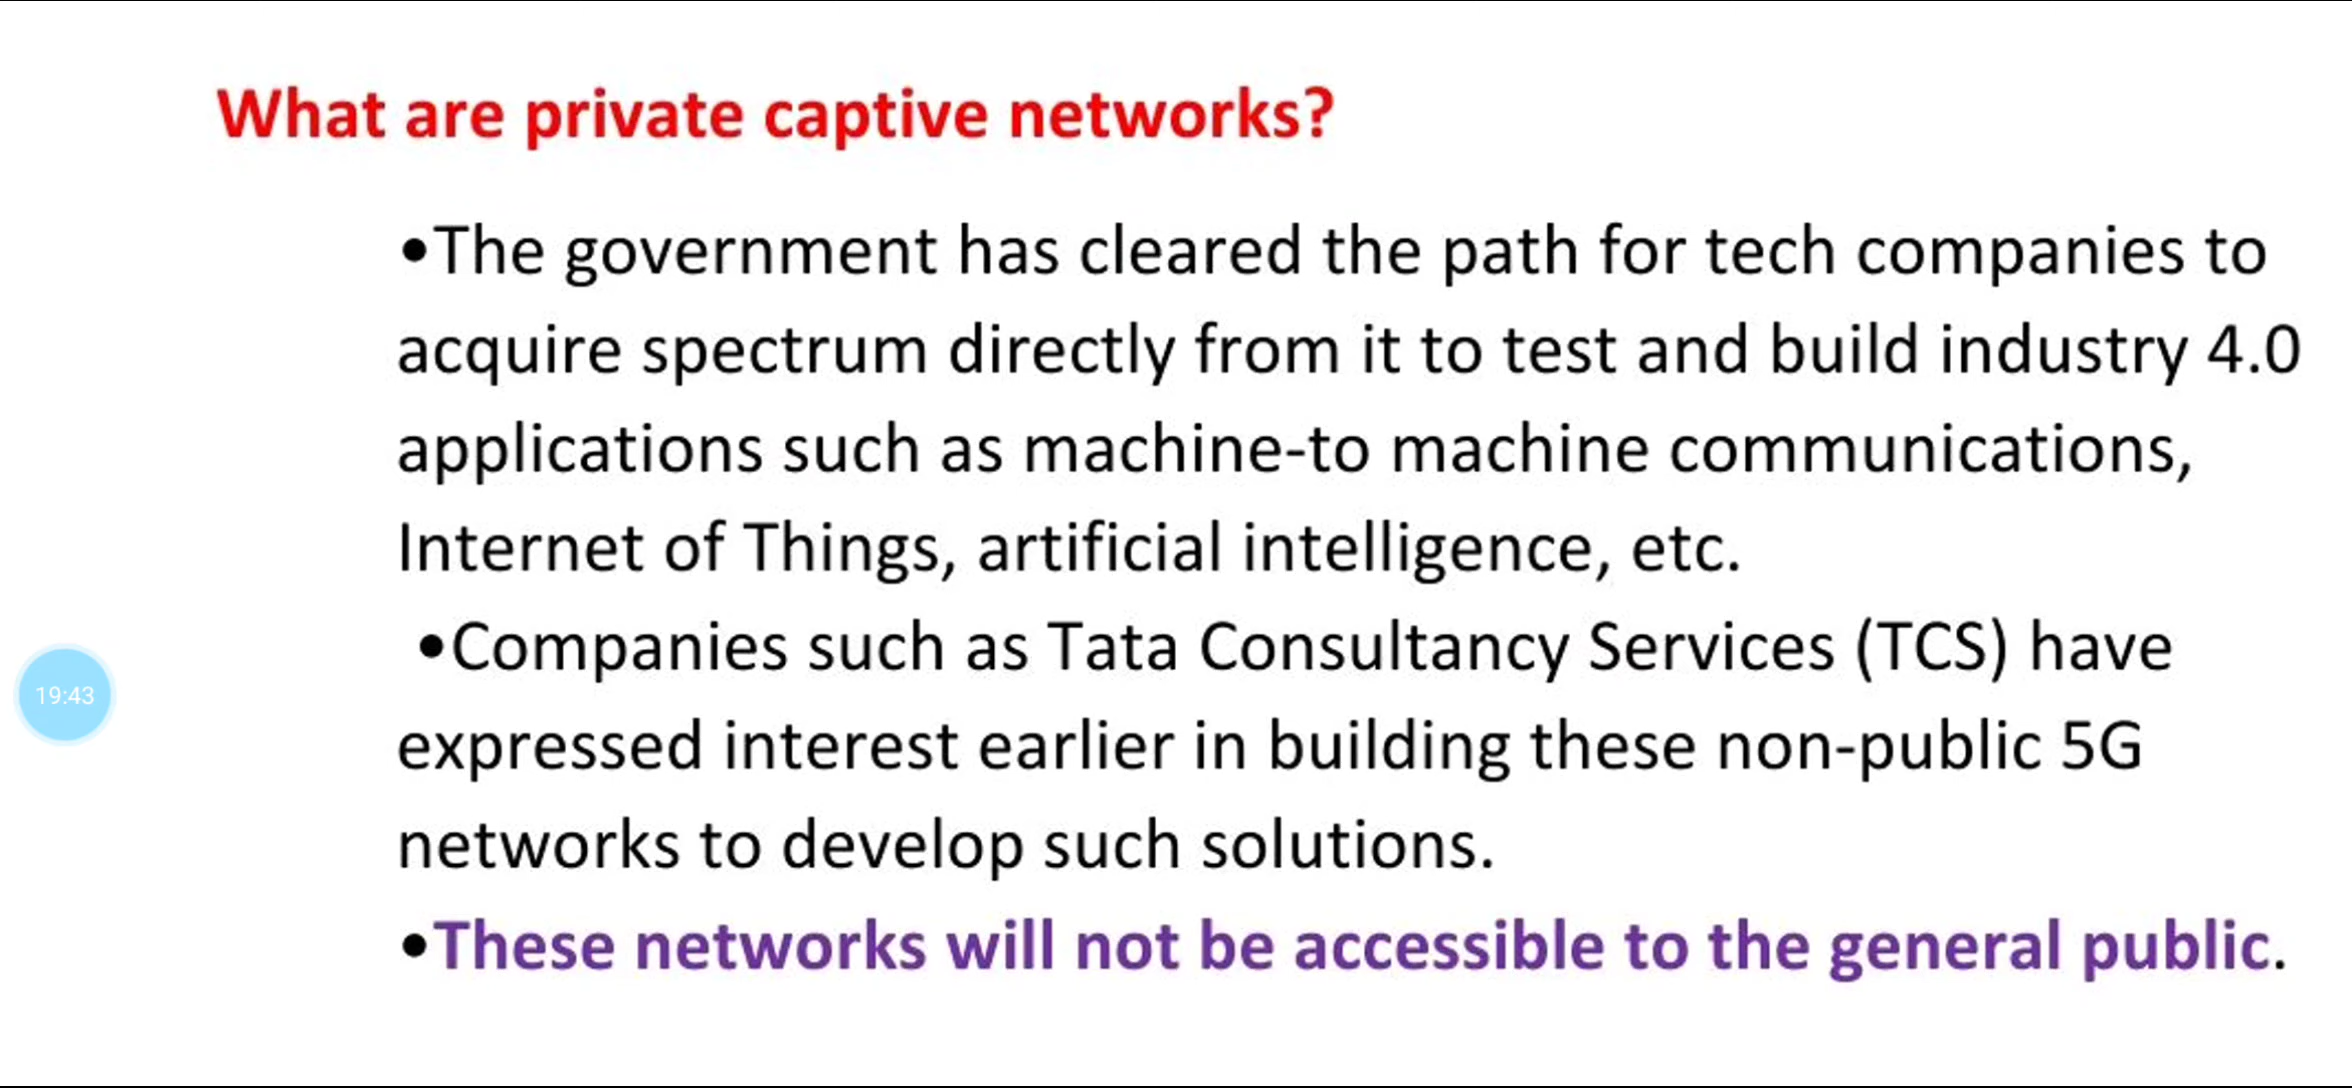 What are private captive networks?
•The government has cleared the path for tech companies to
acquire spectrum directly from it to test and build industry 4.0
applications such as machine-to machine communications,
Internet of Things, artificial intelligence, etc.
•Companies such as Tata Consultancy Services (TCS) have
19:43
expressed interest earlier in building these non-public 5G
networks to develop such solutions.
•These networks will not be accessible to the general public.